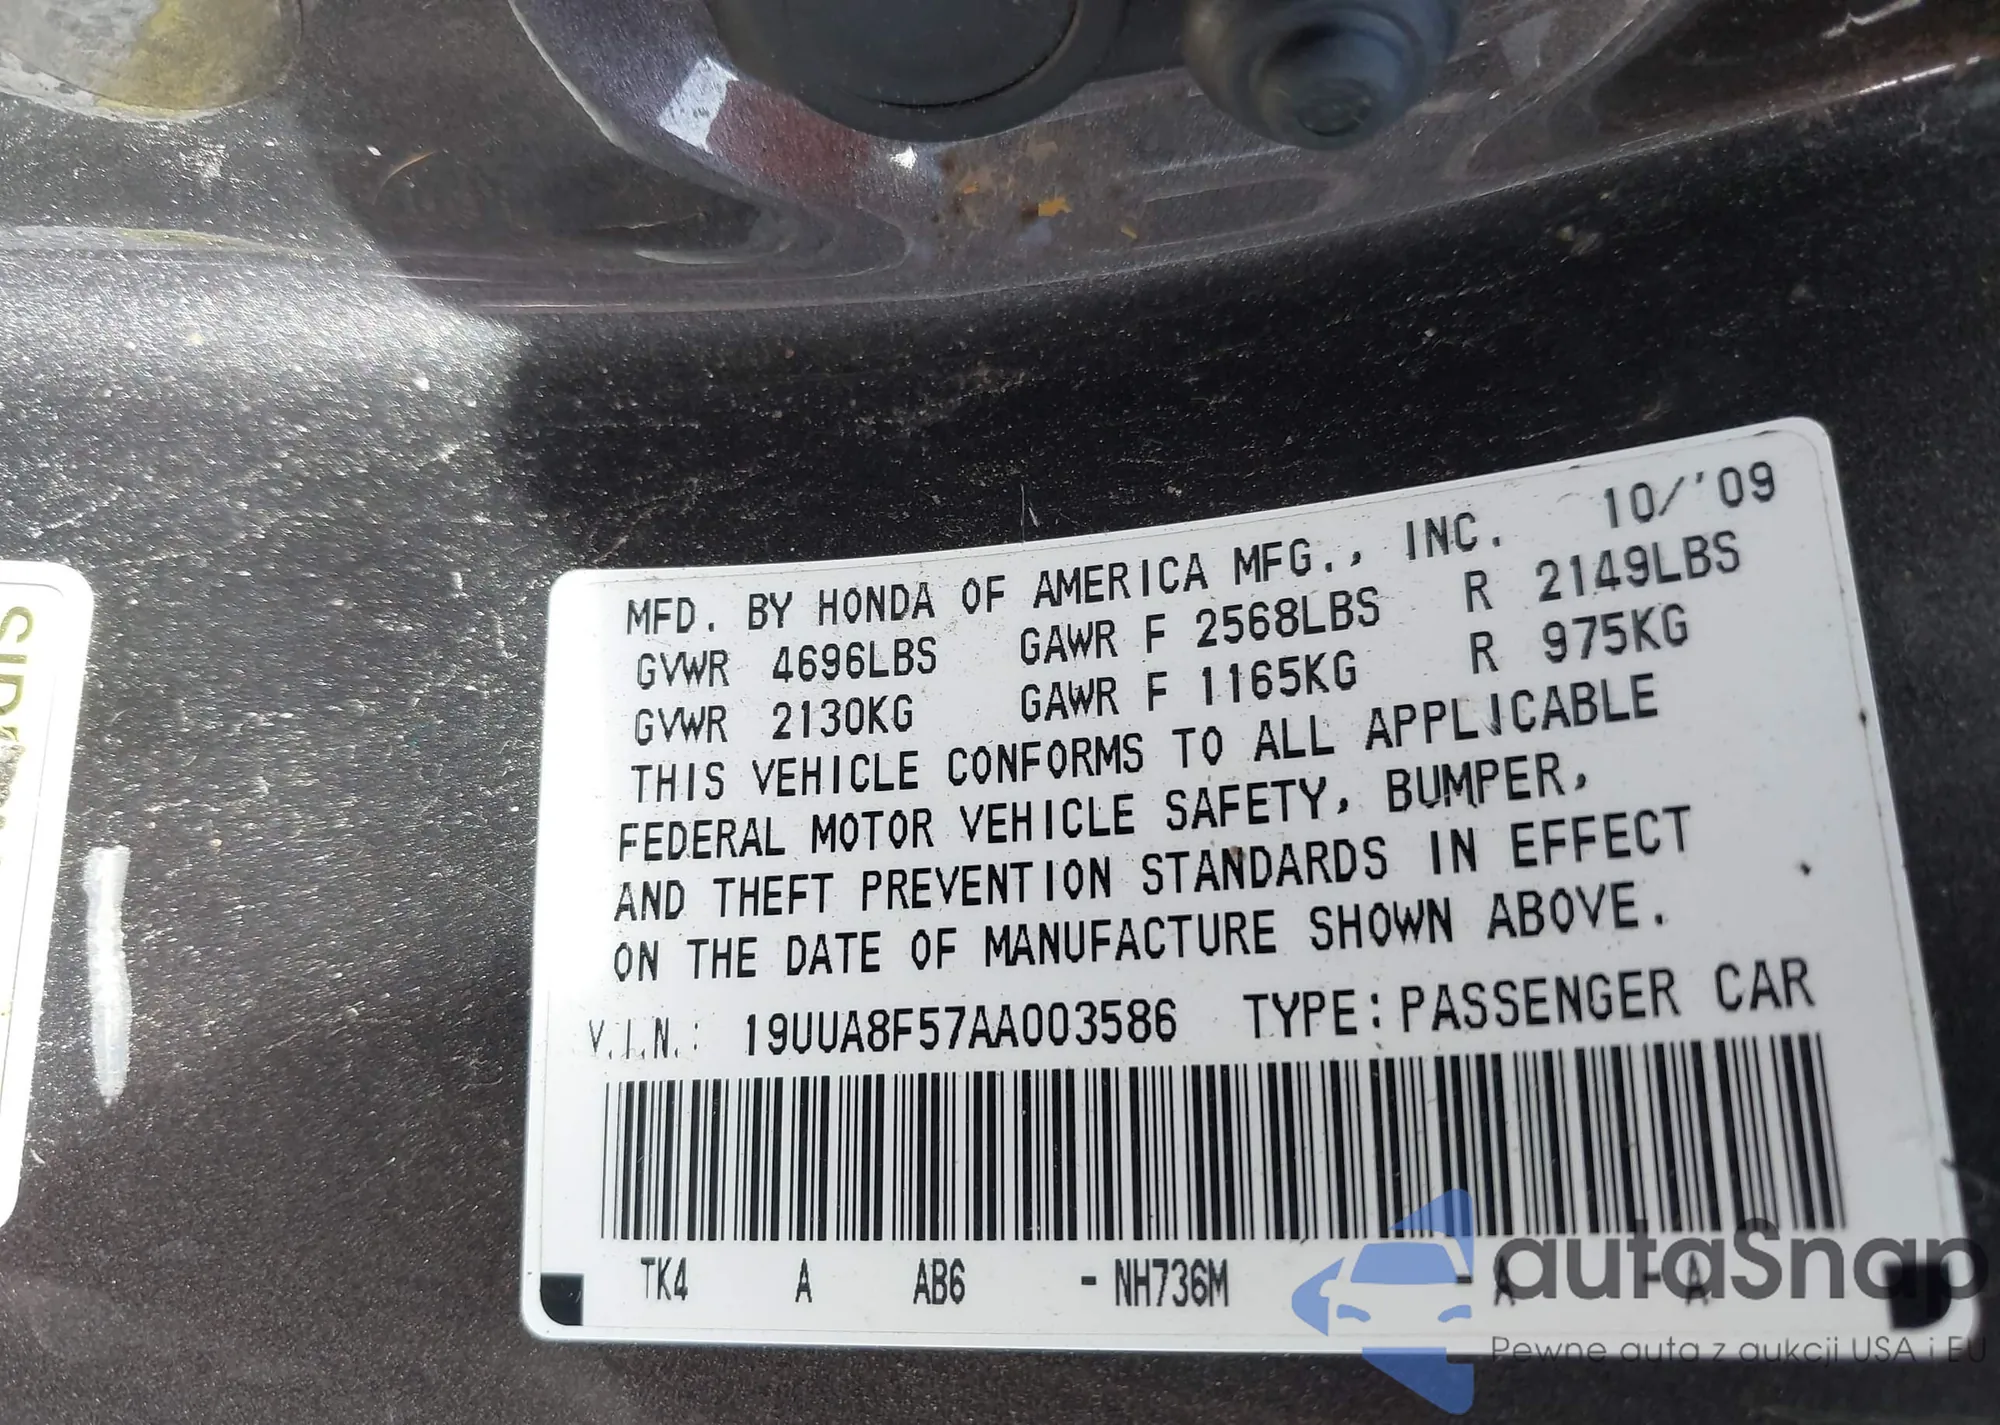 MFD. BY HONDA OF AMERICA MFG., INC. 10/'09
GVWR 4696LBS GAWR F 2568LBS R 2149LBS
GVWR 2130KG GAWR F 1165KG R 975KG
THIS VEHICLE CONFORMS TO ALL APPLICABLE
FEDERAL MOTOR VEHICLE SAFETY, BUMPER,
AND THEFT PREVENTION STANDARDS IN EFFECT
ON THE DATE OF MANUFACTURE SHOWN ABOVE.
V.I.N.: 19UUA8F57AA003586 TYPE: PASSENGER CAR
TK4 A AB6 - NH736M - A - A
autaSnap
Pewne auta z aukcji USA i EU